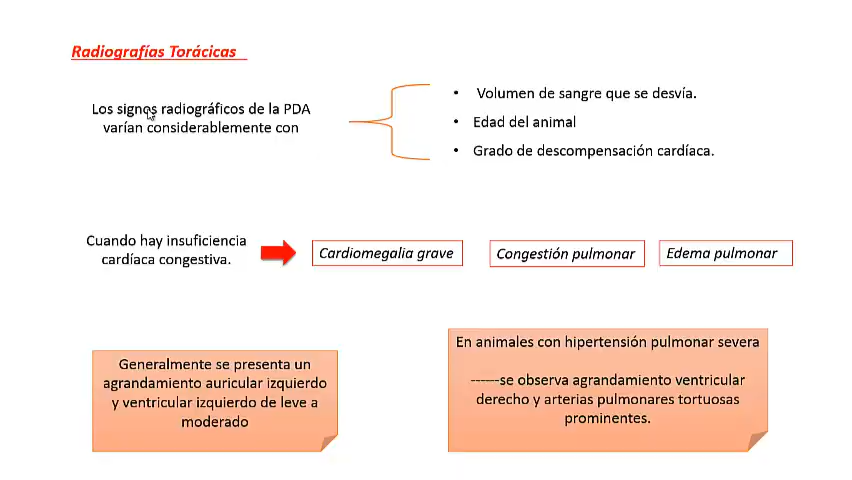 Radiografías Torácicas
Los signos radiográficos de la PDA
varían considerablemente con
• Volumen de sangre que se desvía.
• Edad del animal
• Grado de descompensación cardíaca.
Cuando hay insuficiencia
cardíaca congestiva.
Cardiomegalia grave
Congestión pulmonar
Edema pulmonar
Generalmente se presenta un
agrandamiento auricular izquierdo
y ventricular izquierdo de leve a
moderado
En animales con hipertensión pulmonar severa
------se observa agrandamiento ventricular
derecho y arterias pulmonares tortuosas
prominentes.